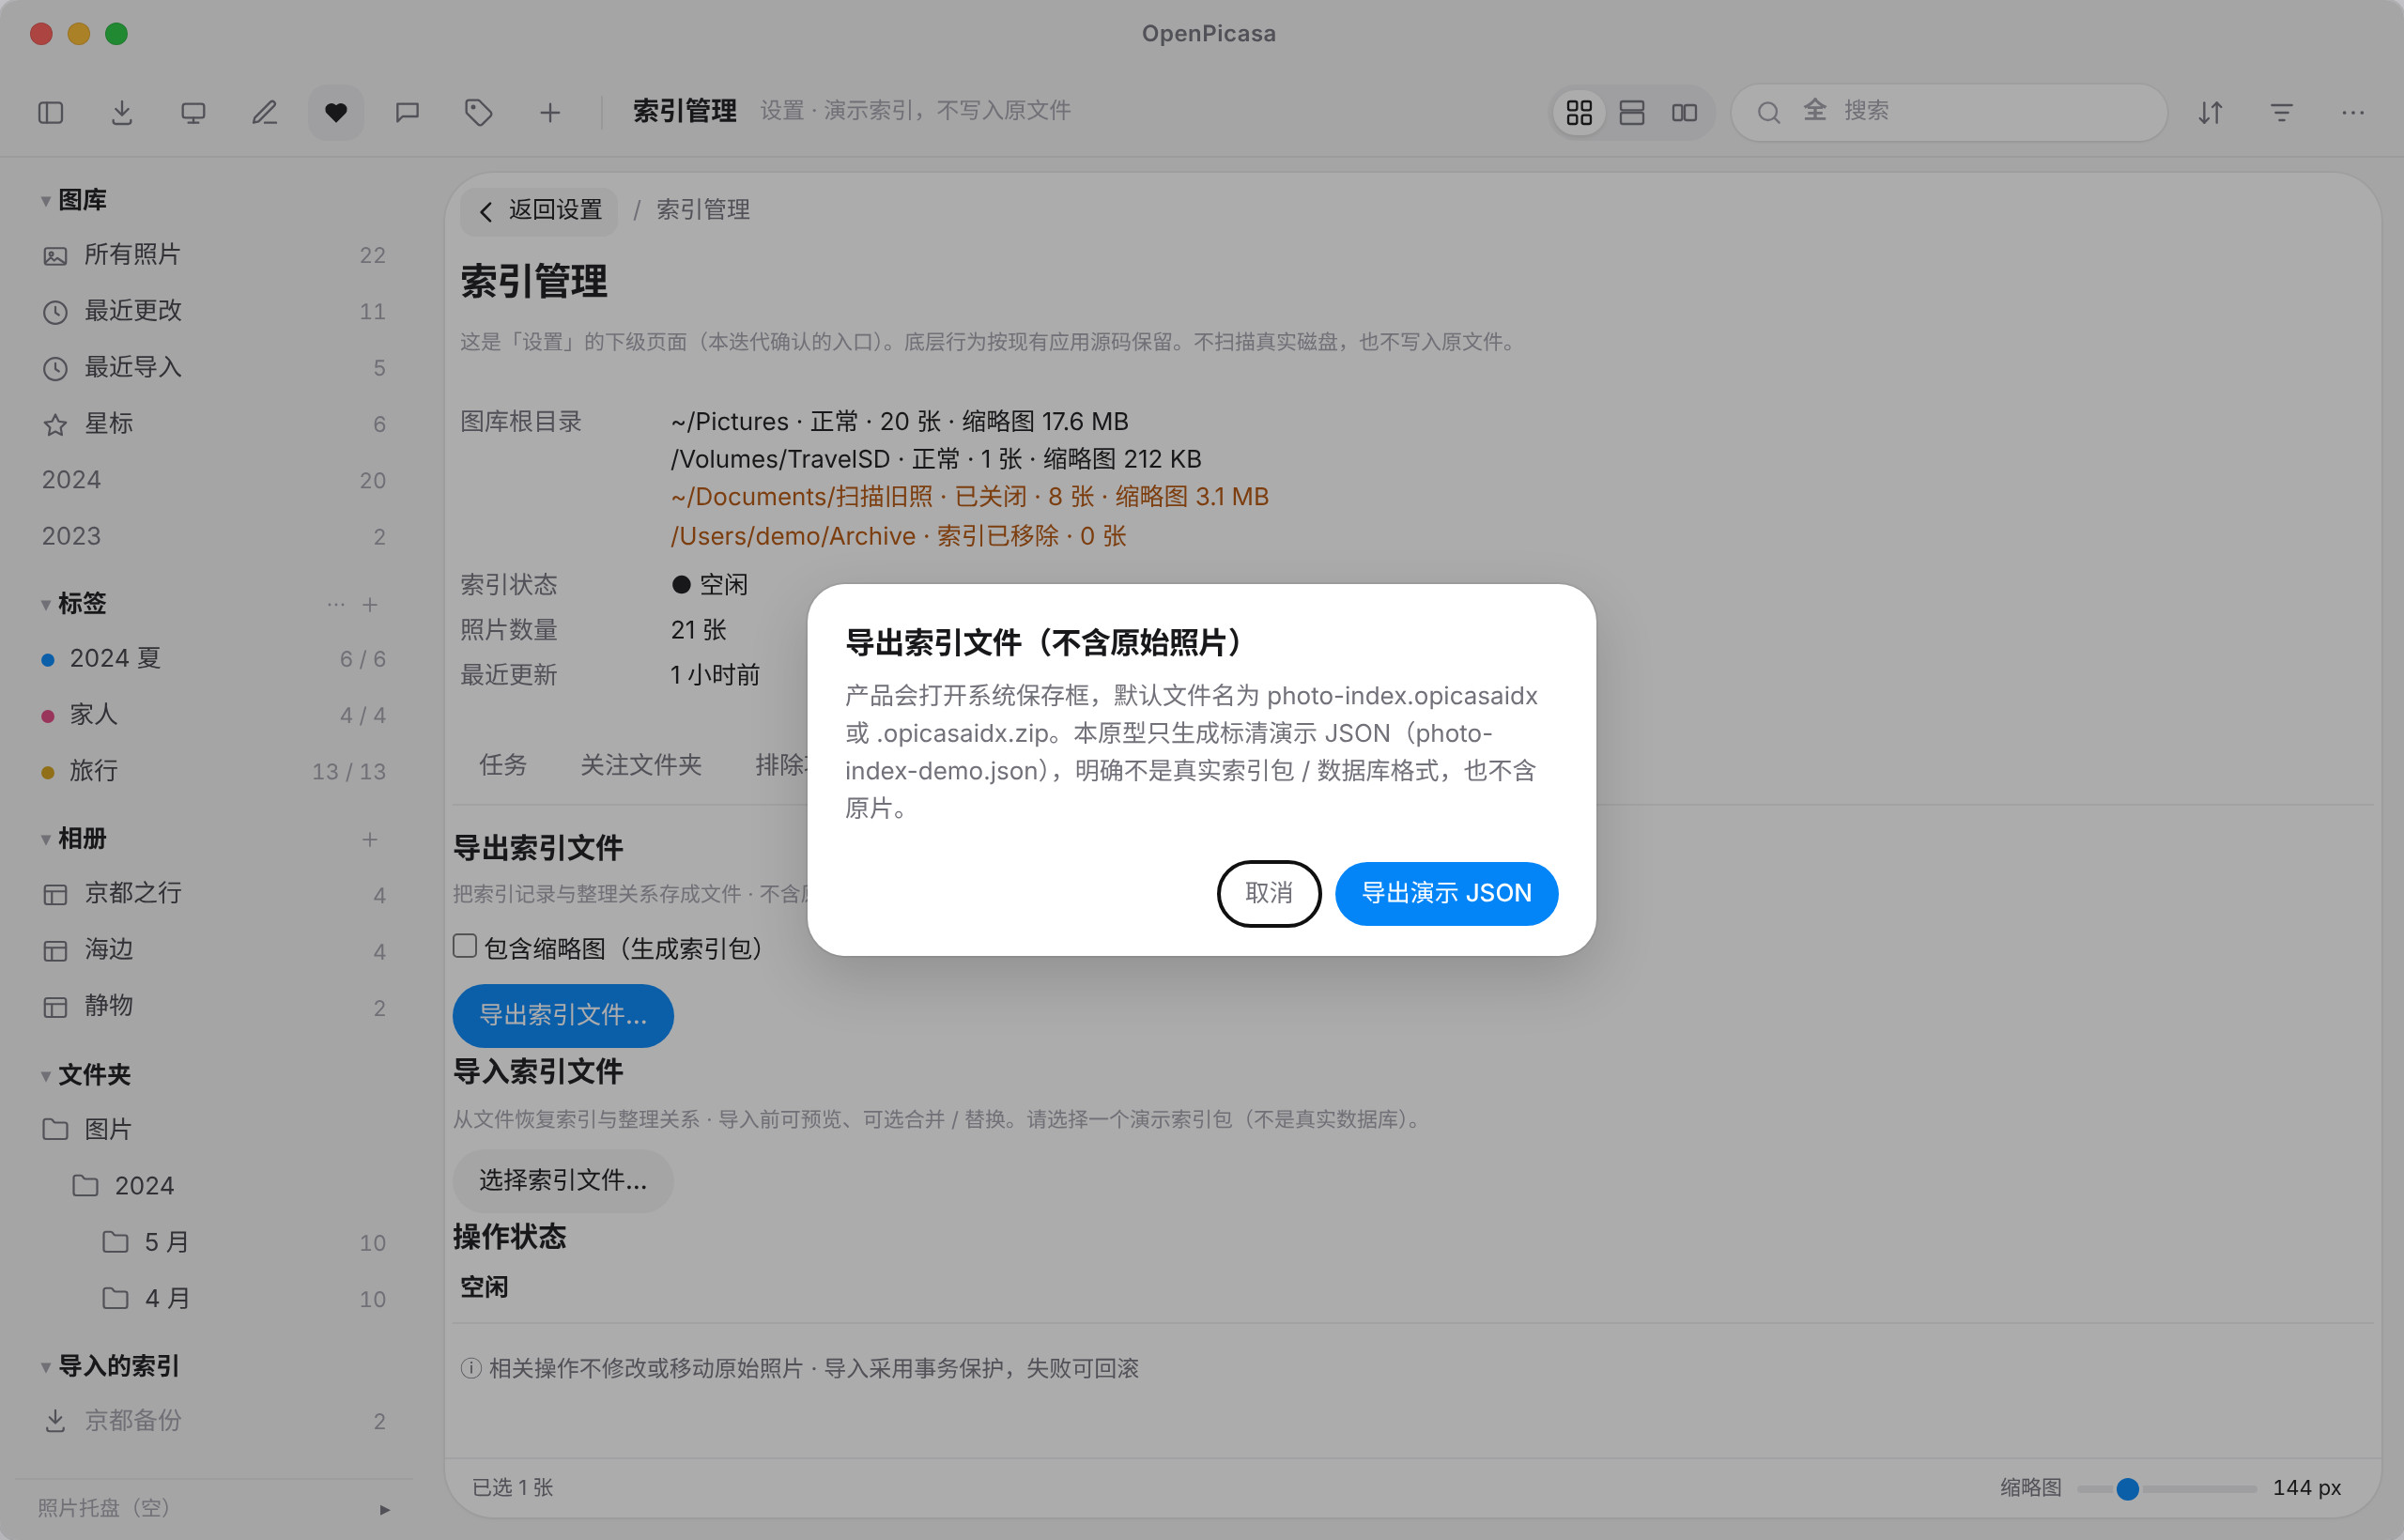 OpenPicasa
索引管理 设置 · 演示索引，不写入原文件
全 搜索
图库
所有照片 22
最近更改 11
最近导入 5
星标 6
2024 20
2023 2
标签 ··· +
2024 夏 6 / 6
家人 4 / 4
旅行 13 / 13
相册 +
京都之行 4
海边 4
静物 2
文件夹
图片
2024
5 月 10
4 月 10
导入的索引
京都备份 2
照片托盘（空）
返回设置 / 索引管理
索引管理
这是「设置」的下级页面（本迭代确认的入口）。底层行为按现有应用源码保留。不扫描真实磁盘，也不写入原文件。
图库根目录 ~/Pictures · 正常 · 20 张 · 缩略图 17.6 MB
/Volumes/TravelSD · 正常 · 1 张 · 缩略图 212 KB
~/Documents/扫描旧照 · 已关闭 · 8 张 · 缩略图 3.1 MB
/Users/demo/Archive · 索引已移除 · 0 张
索引状态 ● 空闲
照片数量 21 张
最近更新 1 小时前
任务 关注文件夹 排除
导出索引文件
把索引记录与整理关系存成文件 · 不含
包含缩略图（生成索引包）
导出索引文件...
导入索引文件
从文件恢复索引与整理关系 · 导入前可预览、可选合并 / 替换。请选择一个演示索引包（不是真实数据库）。
选择索引文件...
操作状态
空闲
ⓘ 相关操作不修改或移动原始照片 · 导入采用事务保护，失败可回滚
已选 1 张
缩略图 144 px
导出索引文件（不含原始照片）
产品会打开系统保存框，默认文件名为 photo-index.opicasaidx
或 .opicasaidx.zip。本原型只生成标清演示 JSON（photo-
index-demo.json），明确不是真实索引包 / 数据库格式，也不含
原片。
取消 导出演示 JSON